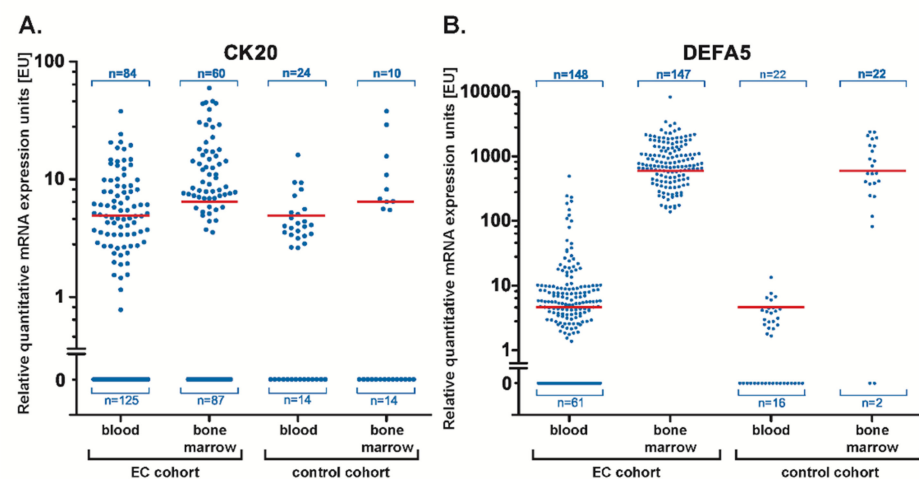 A.
CK20
Relative quantitative mRNA expression units [EU]
100
10
1
0
n=84
n=60
n=24
n=10
n=125
n=87
n=14
n=14
blood
bone
marrow
blood
bone
marrow
EC cohort
control cohort
B.
DEFA5
Relative quantitative mRNA expression units [EU]
10000
1000
100
10
1
0
n=148
n=147
n=22
n=22
n=61
n=16
n=2
blood
bone
marrow
blood
bone
marrow
EC cohort
control cohort